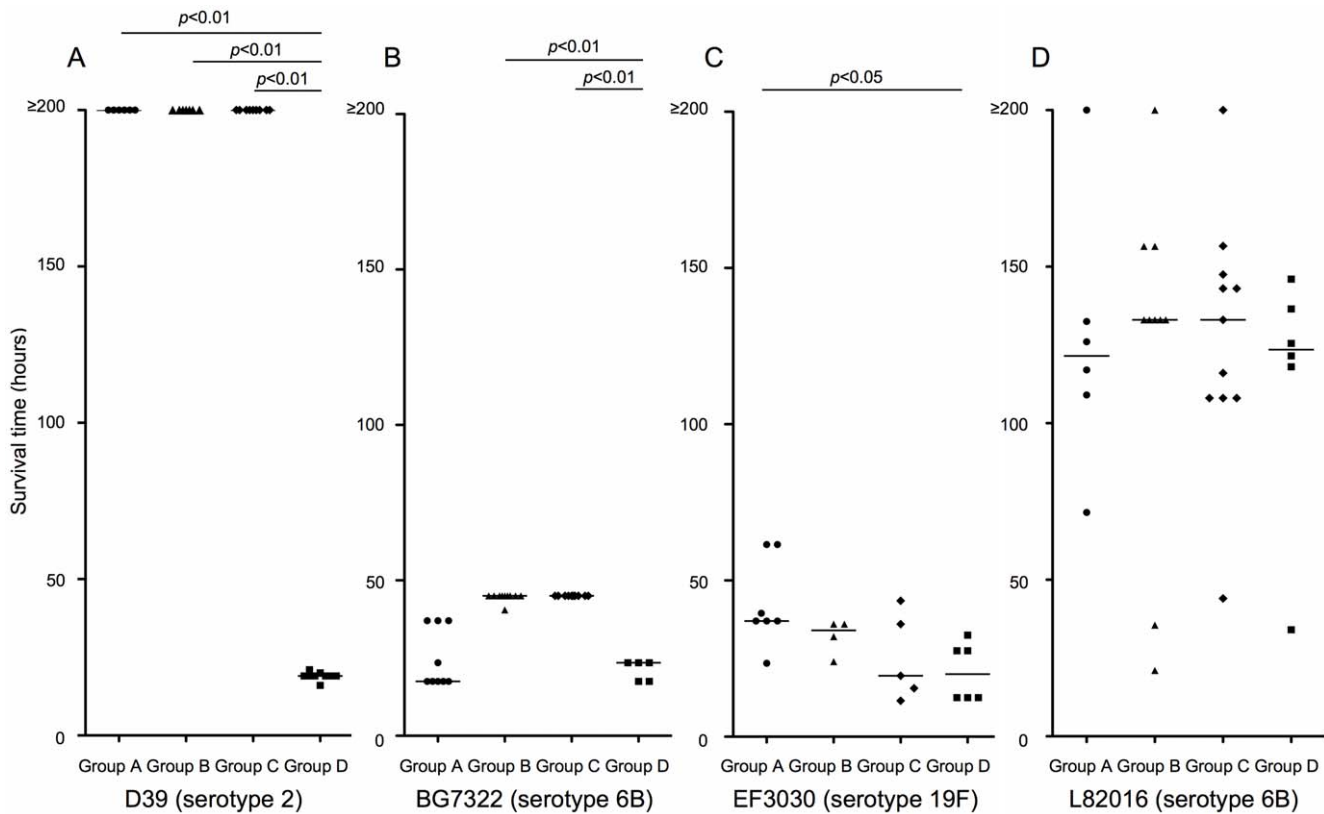 p<0.01
p<0.01
p<0.01
A
≥200
150
100
50
0
Survival time (hours)
Group A Group B Group C Group D
D39 (serotype 2)
p<0.01
p<0.01
B
≥200
150
100
50
0
Group A Group B Group C Group D
BG7322 (serotype 6B)
p<0.05
C
≥200
150
100
50
0
Group A Group B Group C Group D
EF3030 (serotype 19F)
D
≥200
150
100
50
0
Group A Group B Group C Group D
L82016 (serotype 6B)